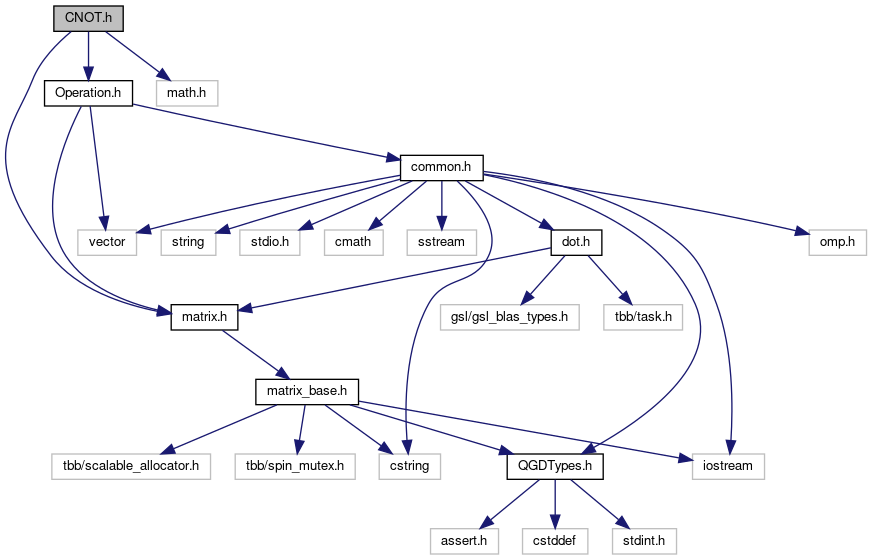 CNOT.h
Operation.h
math.h
common.h
vector
string
stdio.h
cmath
sstream
dot.h
omp.h
matrix.h
gsl/gsl_blas_types.h
tbb/task.h
matrix_base.h
tbb/scalable_allocator.h
tbb/spin_mutex.h
cstring
QGDTypes.h
iostream
assert.h
cstddef
stdint.h